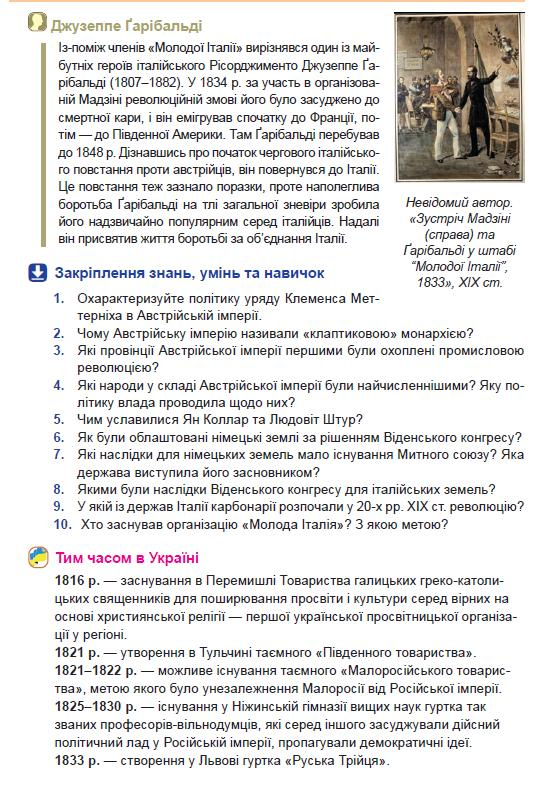 Джузеппе Ґарібальді
Із-поміж членів «Молодої Італії» вирізнявся один із май-
бутніх героїв італійського Рісорджименто Джузеппе Ґа-
рібальді (1807–1882). У 1834 р. за участь в організова-
ній Мадзіні революційній змові його було засуджено до
смертної кари, і він емігрував спочатку до Франції, по-
тім — до Південної Америки. Там Ґарібальді перебував
до 1848 р. Дізнавшись про початок чергового італійсько-
го повстання проти австрійців, він повернувся до Італії.
Це повстання теж зазнало поразки, проте наполеглива
боротьба Ґарібальді на тлі загальної зневіри зробила
його надзвичайно популярним серед італійців. Надалі
він присвятив життя боротьбі за об’єднання Італії.
Невідомий автор.
«Зустріч Мадзіні
(справа) та
Ґарібальді у штабі
“Молодої Італії”,
1833», XIX ст.
Закріплення знань, умінь та навичок
1. Охарактеризуйте політику уряду Клеменса Мет-
терніха в Австрійській імперії.
2. Чому Австрійську імперію називали «клаптиковою» монархією?
3. Які провінції Австрійської імперії першими були охоплені промисловою
революцією?
4. Які народи у складі Австрійської імперії були найчисленнішими? Яку по-
літику влада проводила щодо них?
5. Чим уславилися Ян Коллар та Людовіт Штур?
6. Як були облаштовані німецькі землі за рішенням Віденського конгресу?
7. Які наслідки для німецьких земель мало існування Митного союзу? Яка
держава виступила його засновником?
8. Якими були наслідки Віденського конгресу для італійських земель?
9. У якій із держав Італії карбонарії розпочали у 20-х рр. XIX ст. революцію?
10. Хто заснував організацію «Молода Італія»? З якою метою?
Тим часом в Україні
1816 р. — заснування в Перемишлі Товариства галицьких греко-католи-
цьких священників для поширювання просвіти і культури серед вірних на
основі християнської релігії — першої української просвітницької організа-
ції у регіоні.
1821 р. — утворення в Тульчині таємного «Південного товариства».
1821–1822 р. — можливе існування таємного «Малоросійського товарис-
тва», метою якого було унезалежнення Малоросії від Російської імперії.
1825–1830 р. — існування у Ніжинській гімназії вищих наук гуртка так
званих професорів-вільнодумців, які серед іншого засуджували дійсний
політичний лад у Російській імперії, пропагували демократичні ідеї.
1833 р. — створення у Львові гуртка «Руська Трійця».